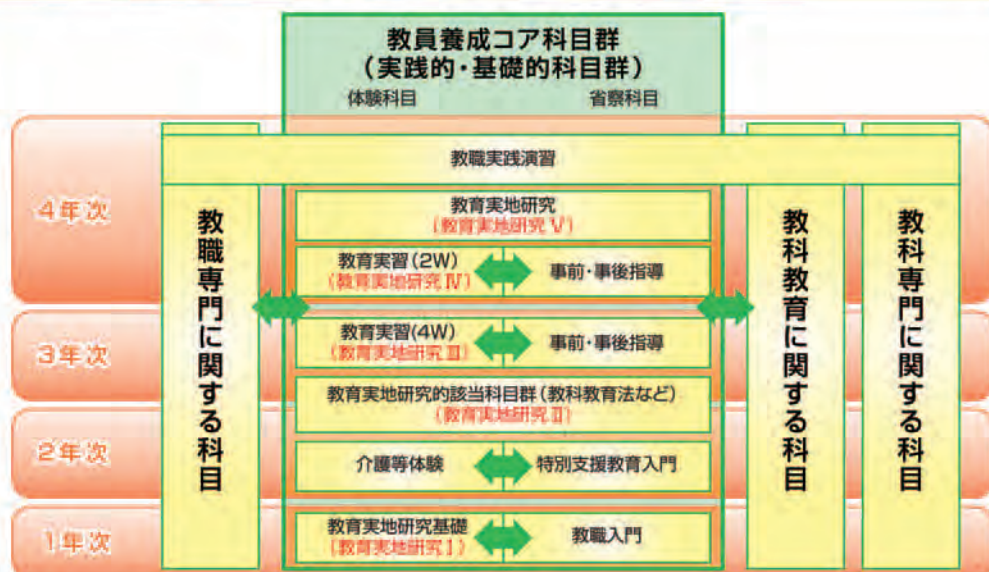 教員養成コア科目群
(実践的・基礎的科目群)
体験科目
省察科目
教職実践演習
4年次
教育実地研究
(教育実地研究Ⅴ)
教育実習(2W)
(教育実地研究Ⅳ)
事前・事後指導
3年次
教育実習(4W)
(教育実地研究Ⅲ)
事前・事後指導
教育実地研究的該当科目群(教科教育法など)
(教育実地研究Ⅱ)
2年次
介護等体験
特別支援教育入門
1年次
教育実地研究基礎
(教育実地研究Ⅰ)
教職入門
教職専門に関する科目
教科教育に関する科目
教科専門に関する科目